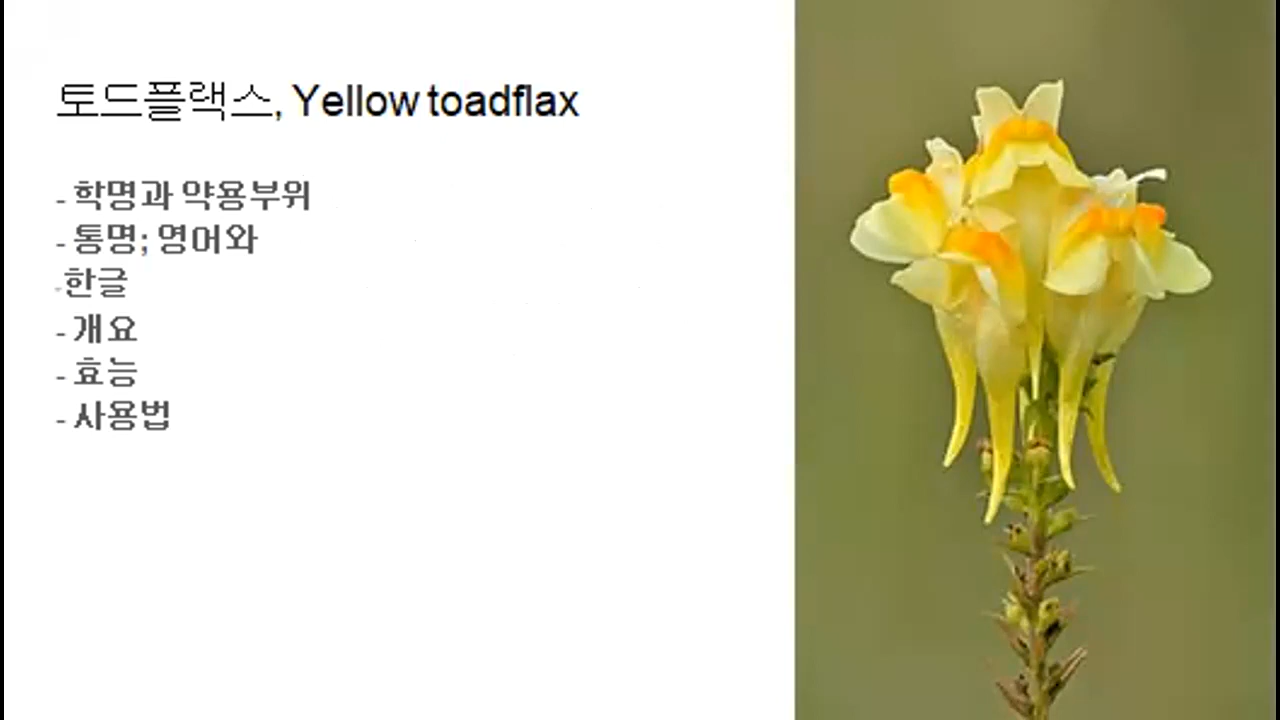 토드플랙스, Yellow toadflax
- 학명과 약용부위
- 통명; 영어와
-한글
- 개요
- 효능
- 사용법